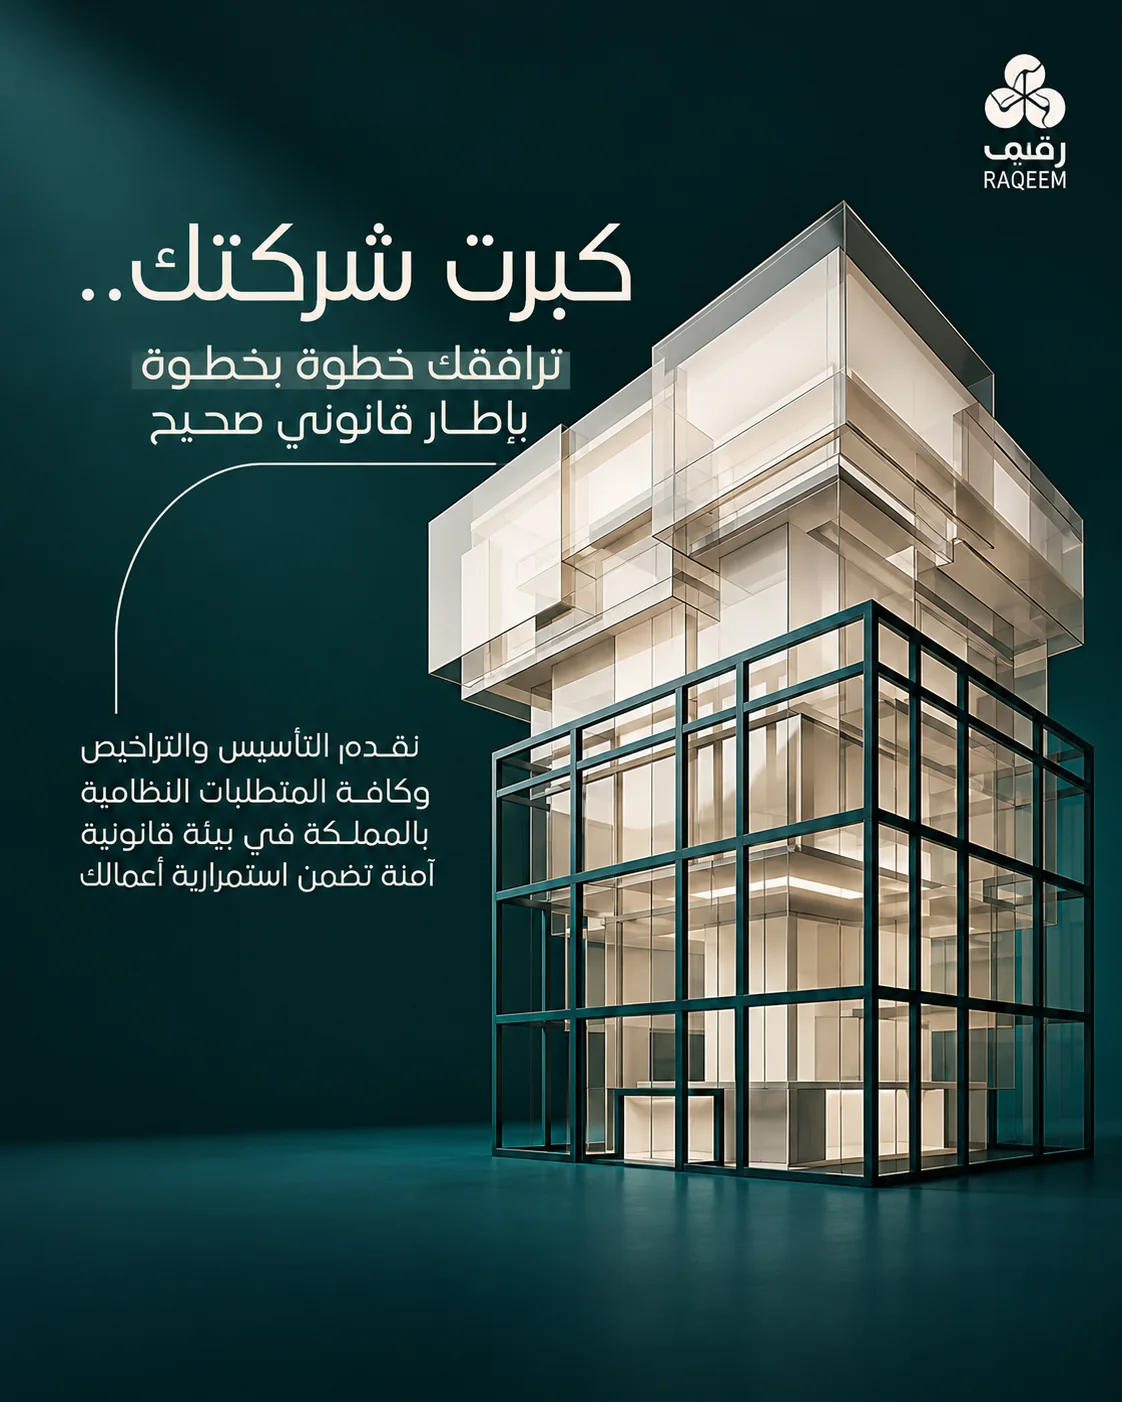 رقيم
RAQEEM
كبرت شركتك..
ترافقك خطوة بخطوة
بإطار قانوني صحيح
نقدم التأسيس والتراخيص
وكافة المتطلبات النظامية
بالمملكة في بيئة قانونية
آمنة تضمن استمرارية أعمالك